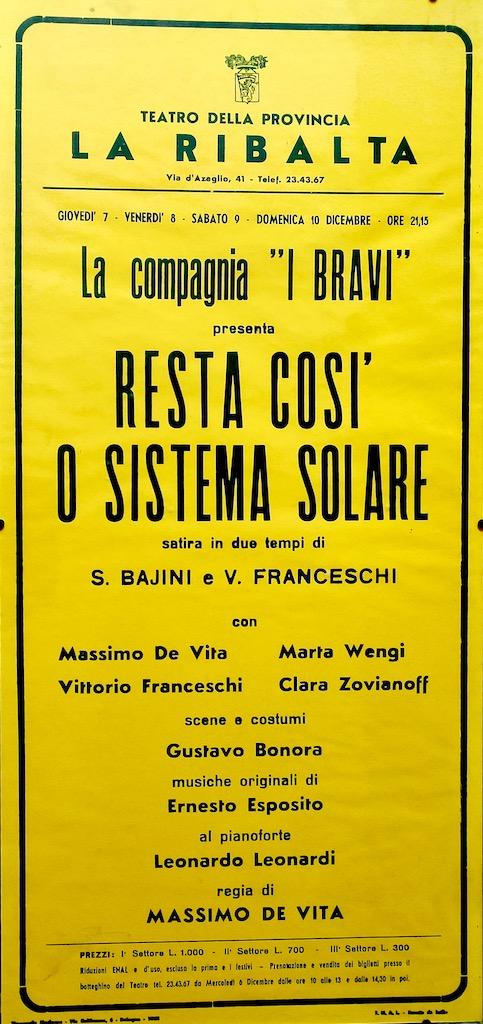 TEATRO DELLA PROVINCIA
LA RIBALTA
Via d'Azeglio, 41 - Telef. 23.43.67
GIOVEDI' 7 - VENERDI' 8 - SABATO 9 - DOMENICA 10 DICEMBRE - ORE 21,15
La compagnia "I BRAVI"
presenta
RESTA COSI'
O SISTEMA SOLARE
satira in due tempi di
S. BAJINI e V. FRANCESCHI
con
Massimo De Vita Marta Wengi
Vittorio Franceschi Clara Zovianoff
scene e costumi
Gustavo Bonora
musiche originali di
Ernesto Esposito
al pianoforte
Leonardo Leonardi
regia di
MASSIMO DE VITA
PREZZI: I° Settore L. 1.000 - II° Settore L. 700 - III° Settore L. 300
Riduzioni ENAL e d'uso, escluso la prima e i festivi - Prenotazione e vendita dei biglietti presso il
botteghino del Teatro tel. 23.43.67 da Mercoledì 6 Dicembre dalle ore 10 alle 13 e dalle 14,30 in poi.